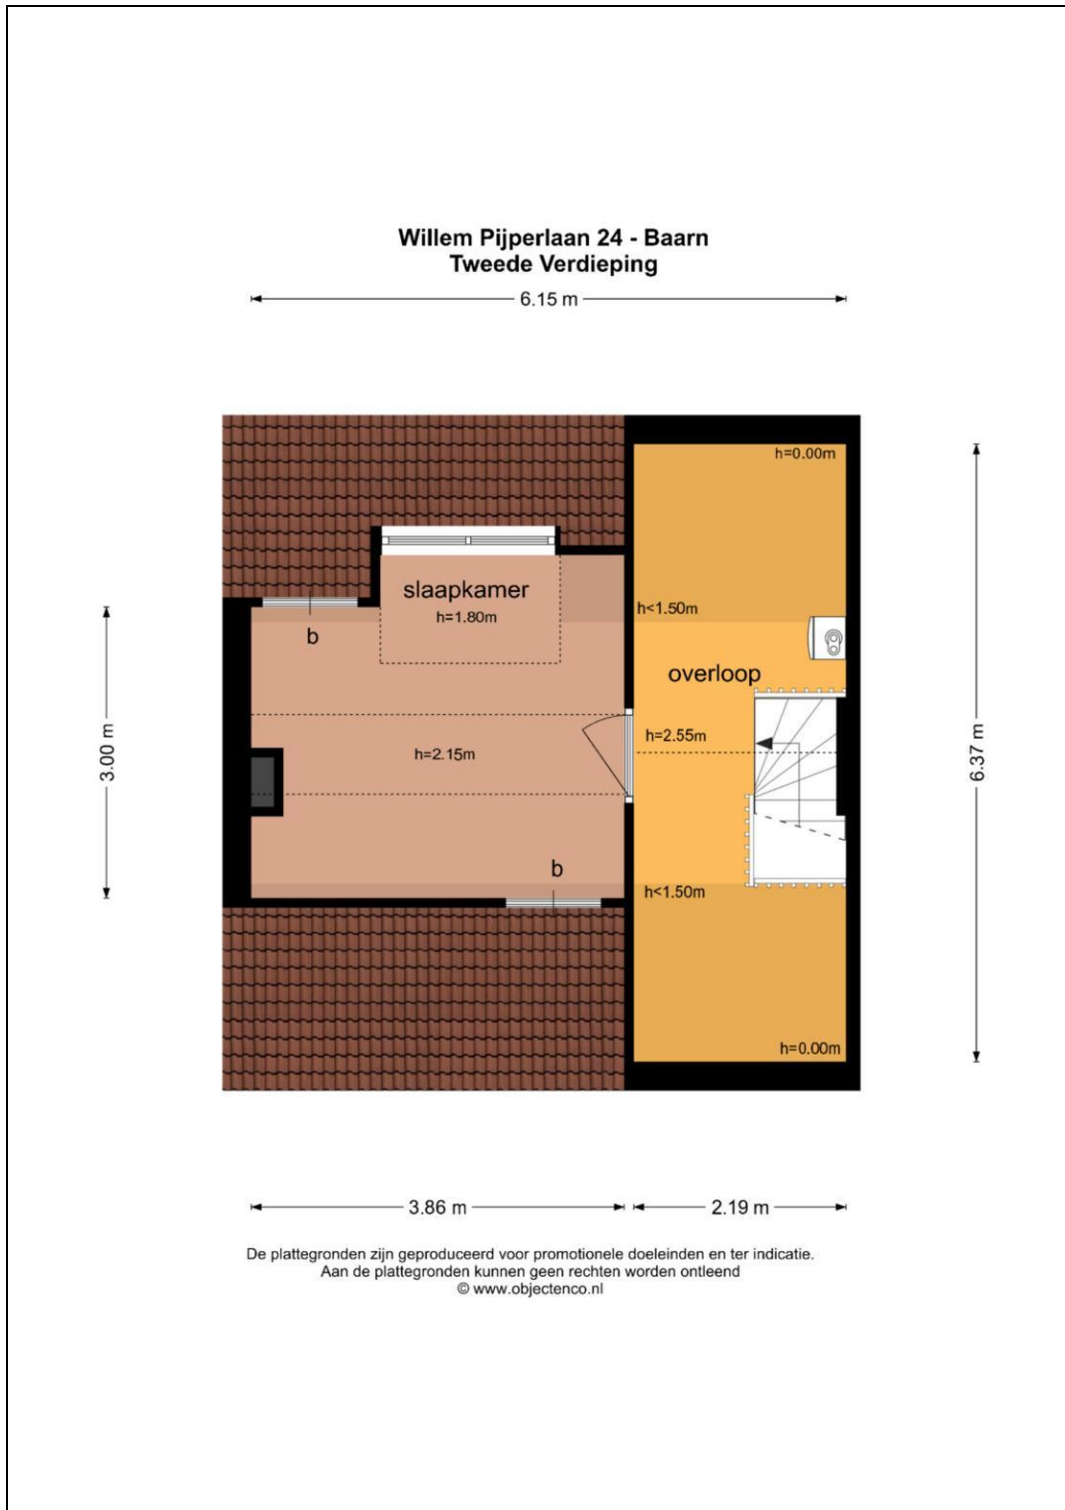 Willem Pijperlaan 24 - Baarn
Tweede Verdieping
6.15 m
h=0.00m
slaapkamer
h=1.80m
h<1.50m
b
overloop
3.00 m
h=2.15m
h=2.55m
6.37 m
b
h<1.50m
h=0.00m
3.86 m
2.19 m
De plattegronden zijn geproduceerd voor promotionele doeleinden en ter indicatie.
Aan de plattegronden kunnen geen rechten worden ontleend
© www.objectenco.nl